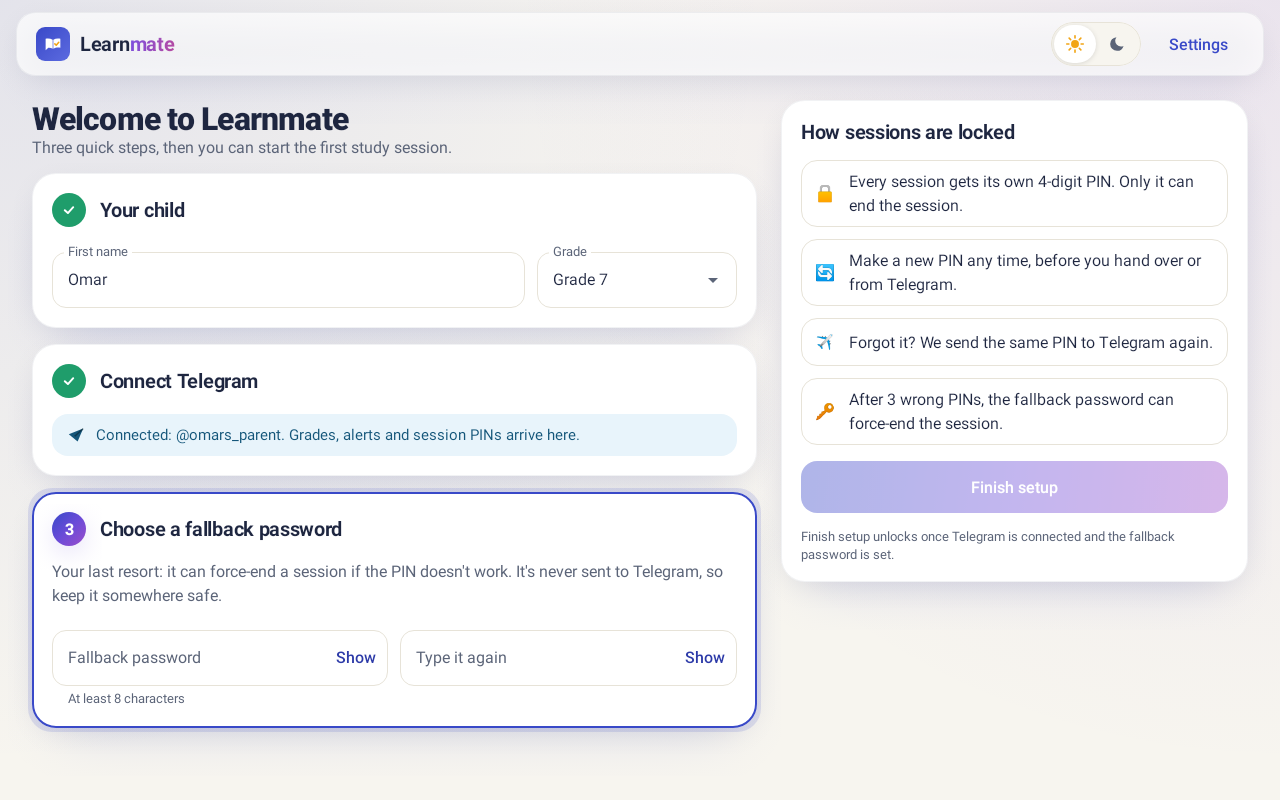 Learnmate
Settings
Welcome to Learnmate
Three quick steps, then you can start the first study session.
Your child
First name
Omar
Grade
Grade 7
Connect Telegram
Connected: @omars_parent. Grades, alerts and session PINs arrive here.
3
Choose a fallback password
Your last resort: it can force-end a session if the PIN doesn't work. It's never sent to Telegram, so
keep it somewhere safe.
Fallback password
Show
Type it again
Show
At least 8 characters
How sessions are locked
Every session gets its own 4-digit PIN. Only it can
end the session.
Make a new PIN any time, before you hand over or
from Telegram.
Forgot it? We send the same PIN to Telegram again.
After 3 wrong PINs, the fallback password can
force-end the session.
Finish setup
Finish setup unlocks once Telegram is connected and the fallback
password is set.